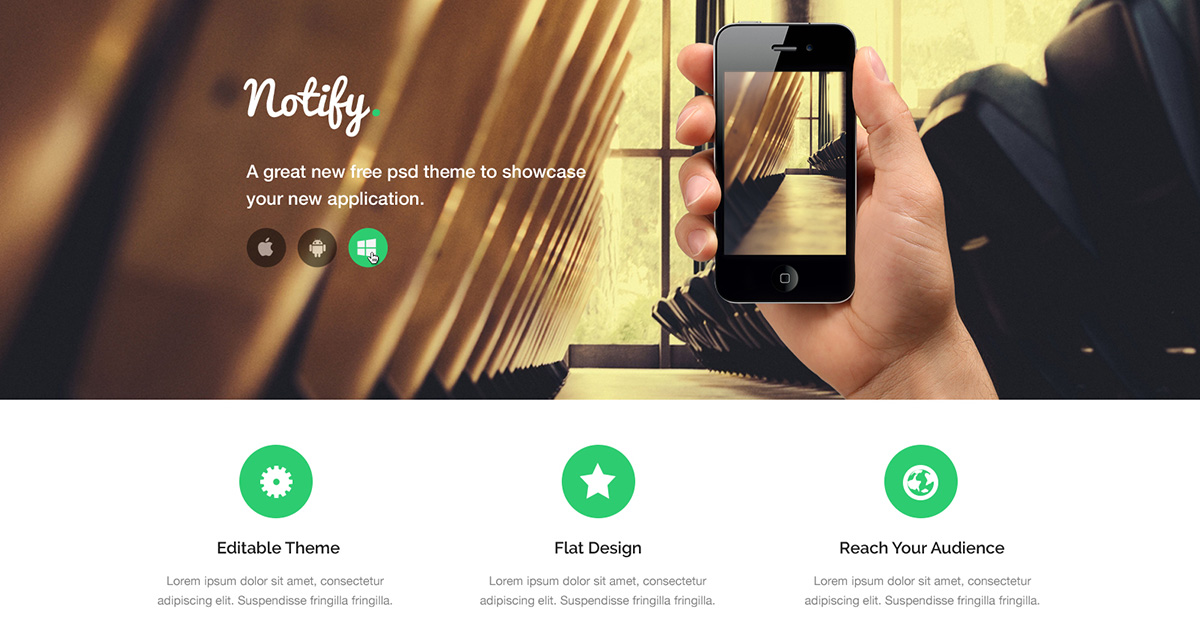 Notify.
A great new free psd theme to showcase
your new application.
Editable Theme
Flat Design
Reach Your Audience
Lorem ipsum dolor sit amet, consectetur
adipiscing elit. Suspendisse fringilla fringilla.
Lorem ipsum dolor sit amet, consectetur
adipiscing elit. Suspendisse fringilla fringilla.
Lorem ipsum dolor sit amet, consectetur
adipiscing elit. Suspendisse fringilla fringilla.